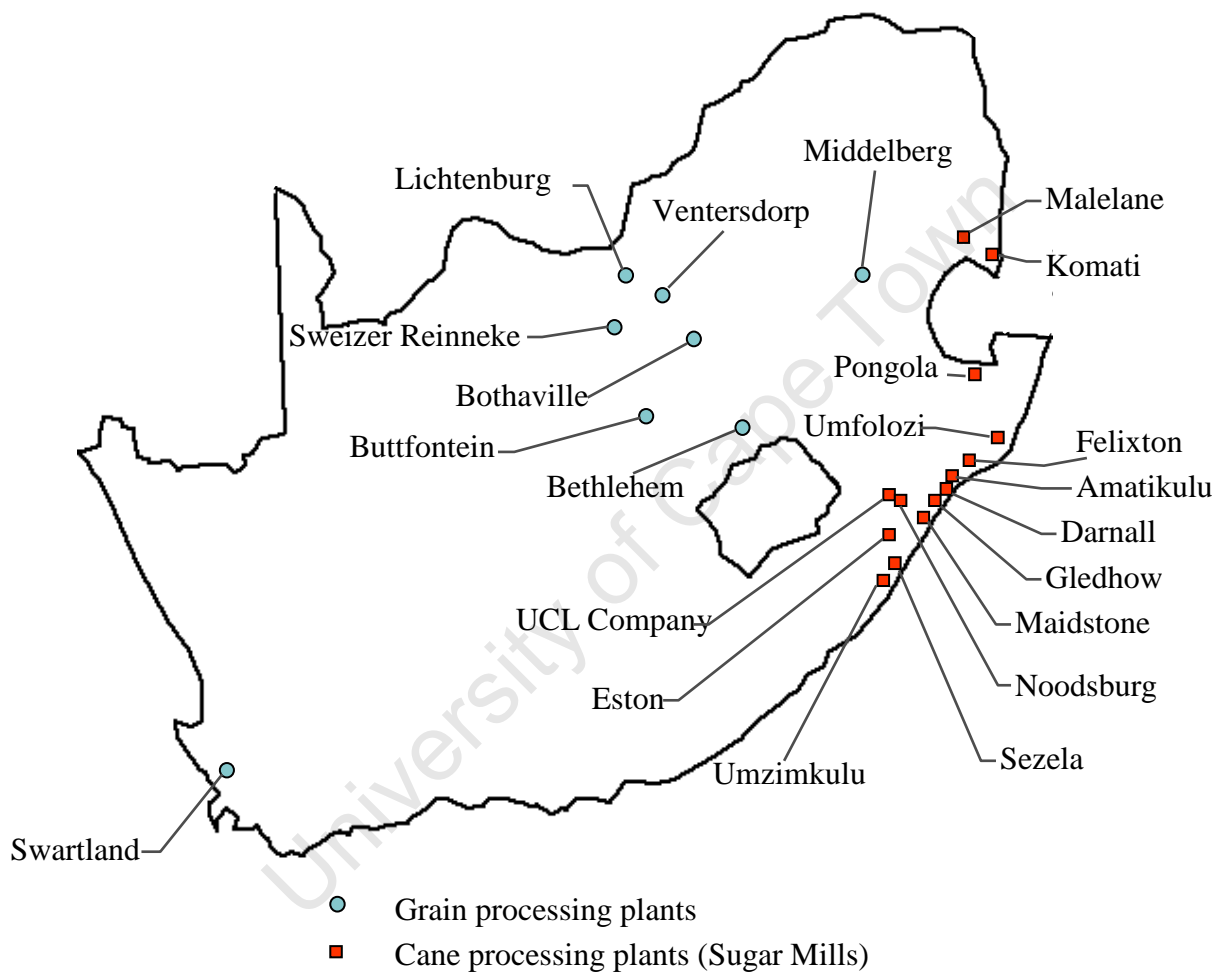 Middelberg
Lichtenburg
Malelane
Ventersdorp
Komati
Sweizer Reinneke
Pongola
Bothaville
Umfolozi
Felixton
Buttfontein
Bethlehem
Amatikulu
Darnall
Gledhow
UCL Company
Maidstone
Noodsburg
Eston
Sezela
Umzimkulu
Swartland
University of Cape Town
Grain processing plants
Cane processing plants (Sugar Mills)